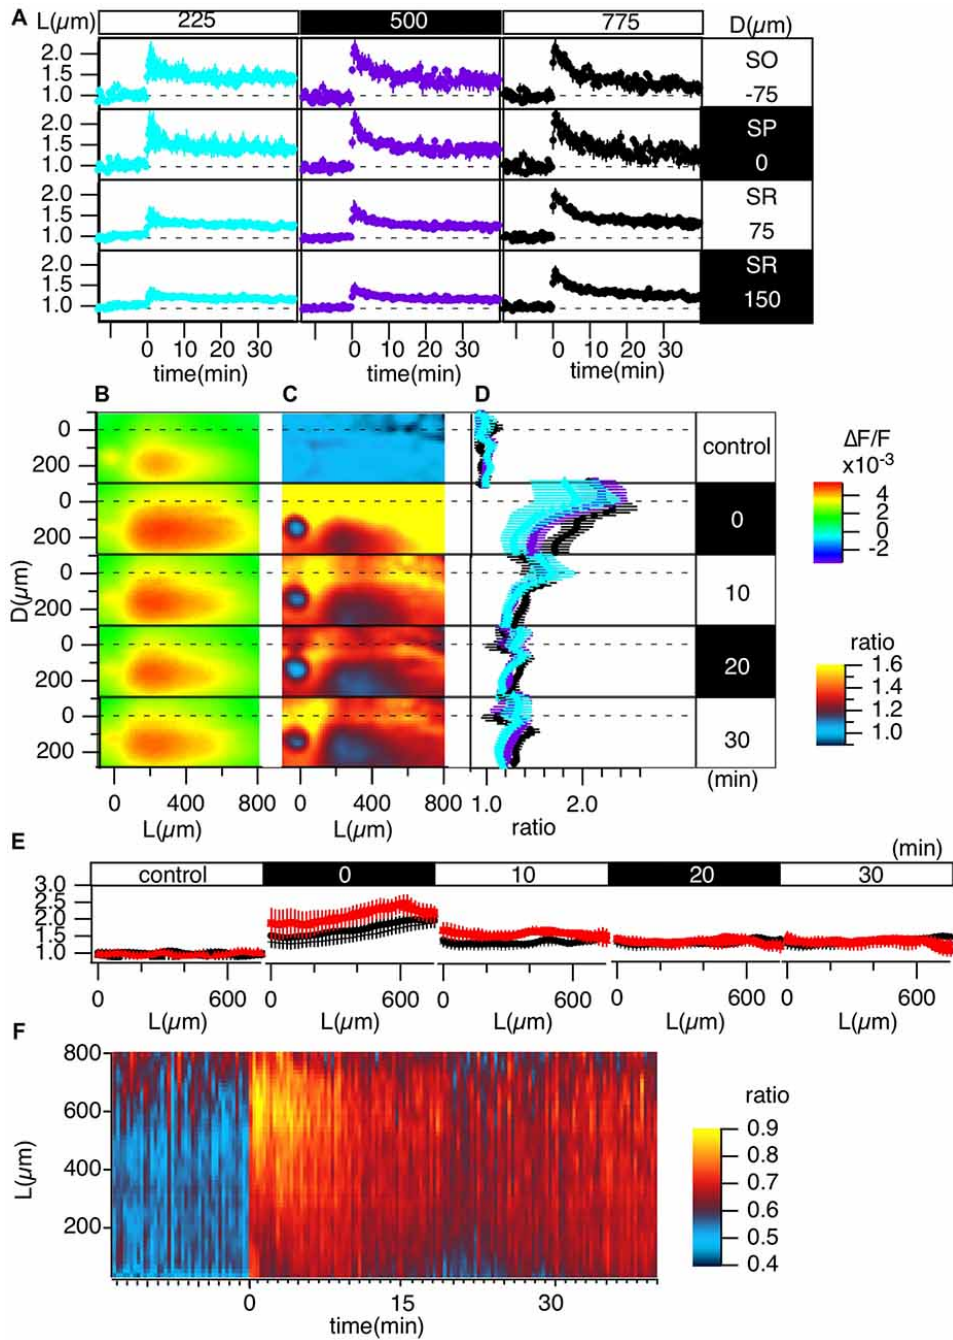 A L(µm) 225 500 775 D(µm)
2.0 SO
1.0 -75
2.0 SP
1.5
1.0 0
2.0 SR
1.5 75
1.0
2.0 SR
1.5 150
1.0
0 10 20 30 0 10 20 30 0 10 20 30
time(min) time(min) time(min)
B C D
0 control ΔF/F
200 x10-3
0 0 4
2
200 0
-2
D(µm)
0 10
200
0 20 ratio
200 1.6
1.4
0 30 1.2
200 1.0
(min)
0 400 800 0 400 800 1.0 2.0
L(µm) L(µm) ratio
E (min)
control 0 10 20 30
3.0
2.5
2.0
1.5
1.0
0 600 0 600 0 600 0 600 0 600
L(µm) L(µm) L(µm) L(µm) L(µm)
F
800 ratio
600 0.9
0.8
L(µm) 400 0.7
0.6
200 0.5
0.4
0 15 30
time(min)